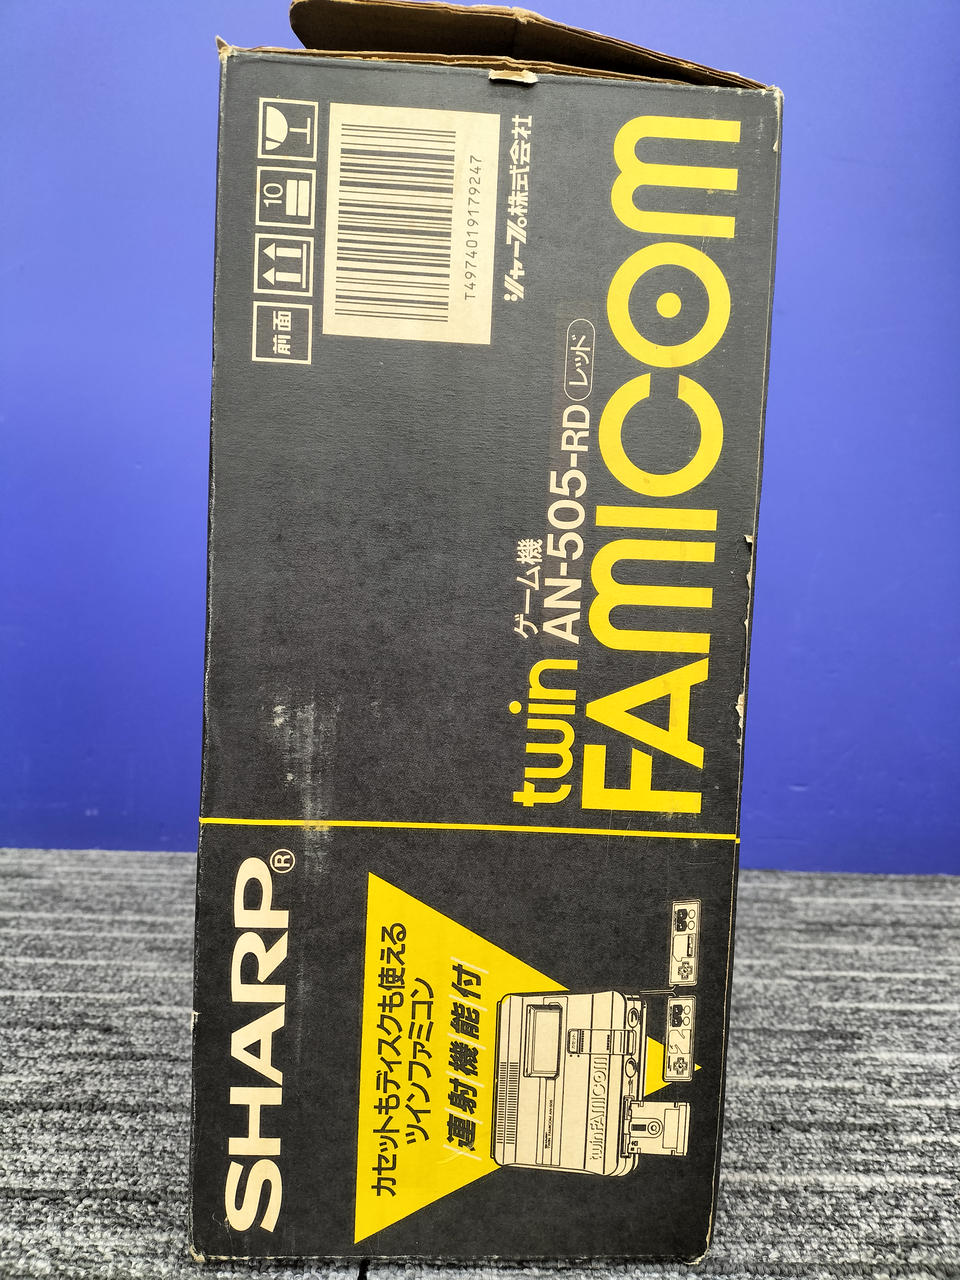 SHARP®
カセットもディスクも使える
ツインファミコン
連射機能付
twin FAMICOM
twin
ゲーム機
AN-505-RD レッド
FAMICOM
前面
10
T4974019179247
シャープ株式会社